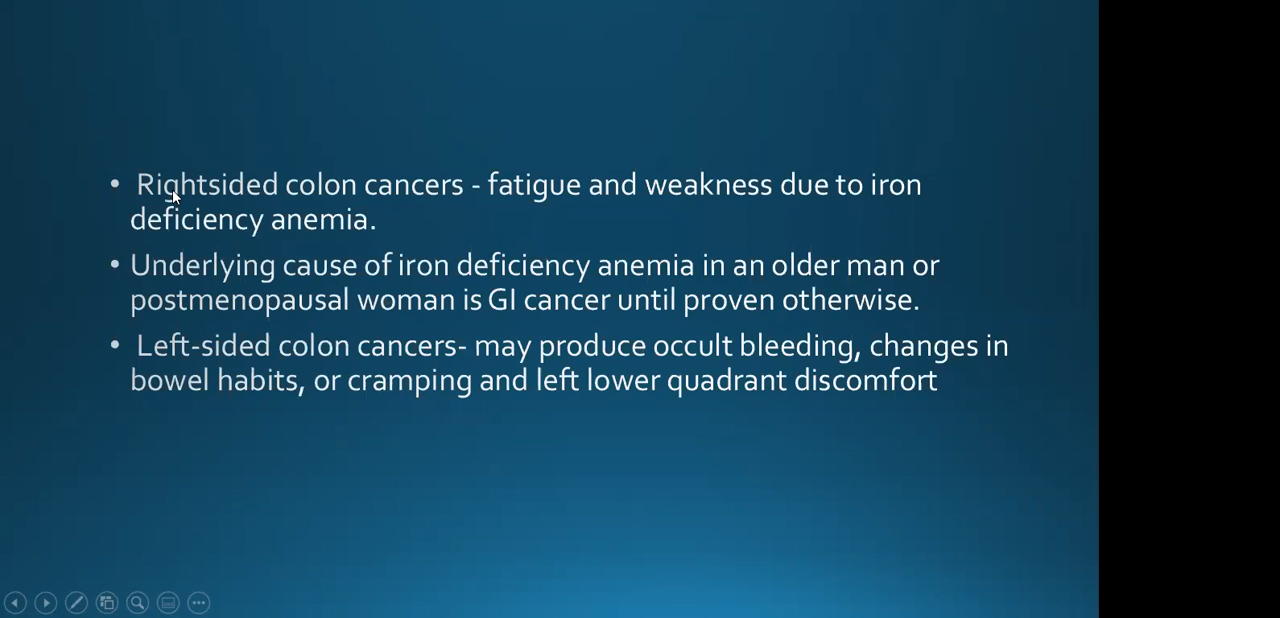 • Rightsided colon cancers - fatigue and weakness due to iron
deficiency anemia.
• Underlying cause of iron deficiency anemia in an older man or
postmenopausal woman is GI cancer until proven otherwise.
• Left-sided colon cancers- may produce occult bleeding, changes in
bowel habits, or cramping and left lower quadrant discomfort